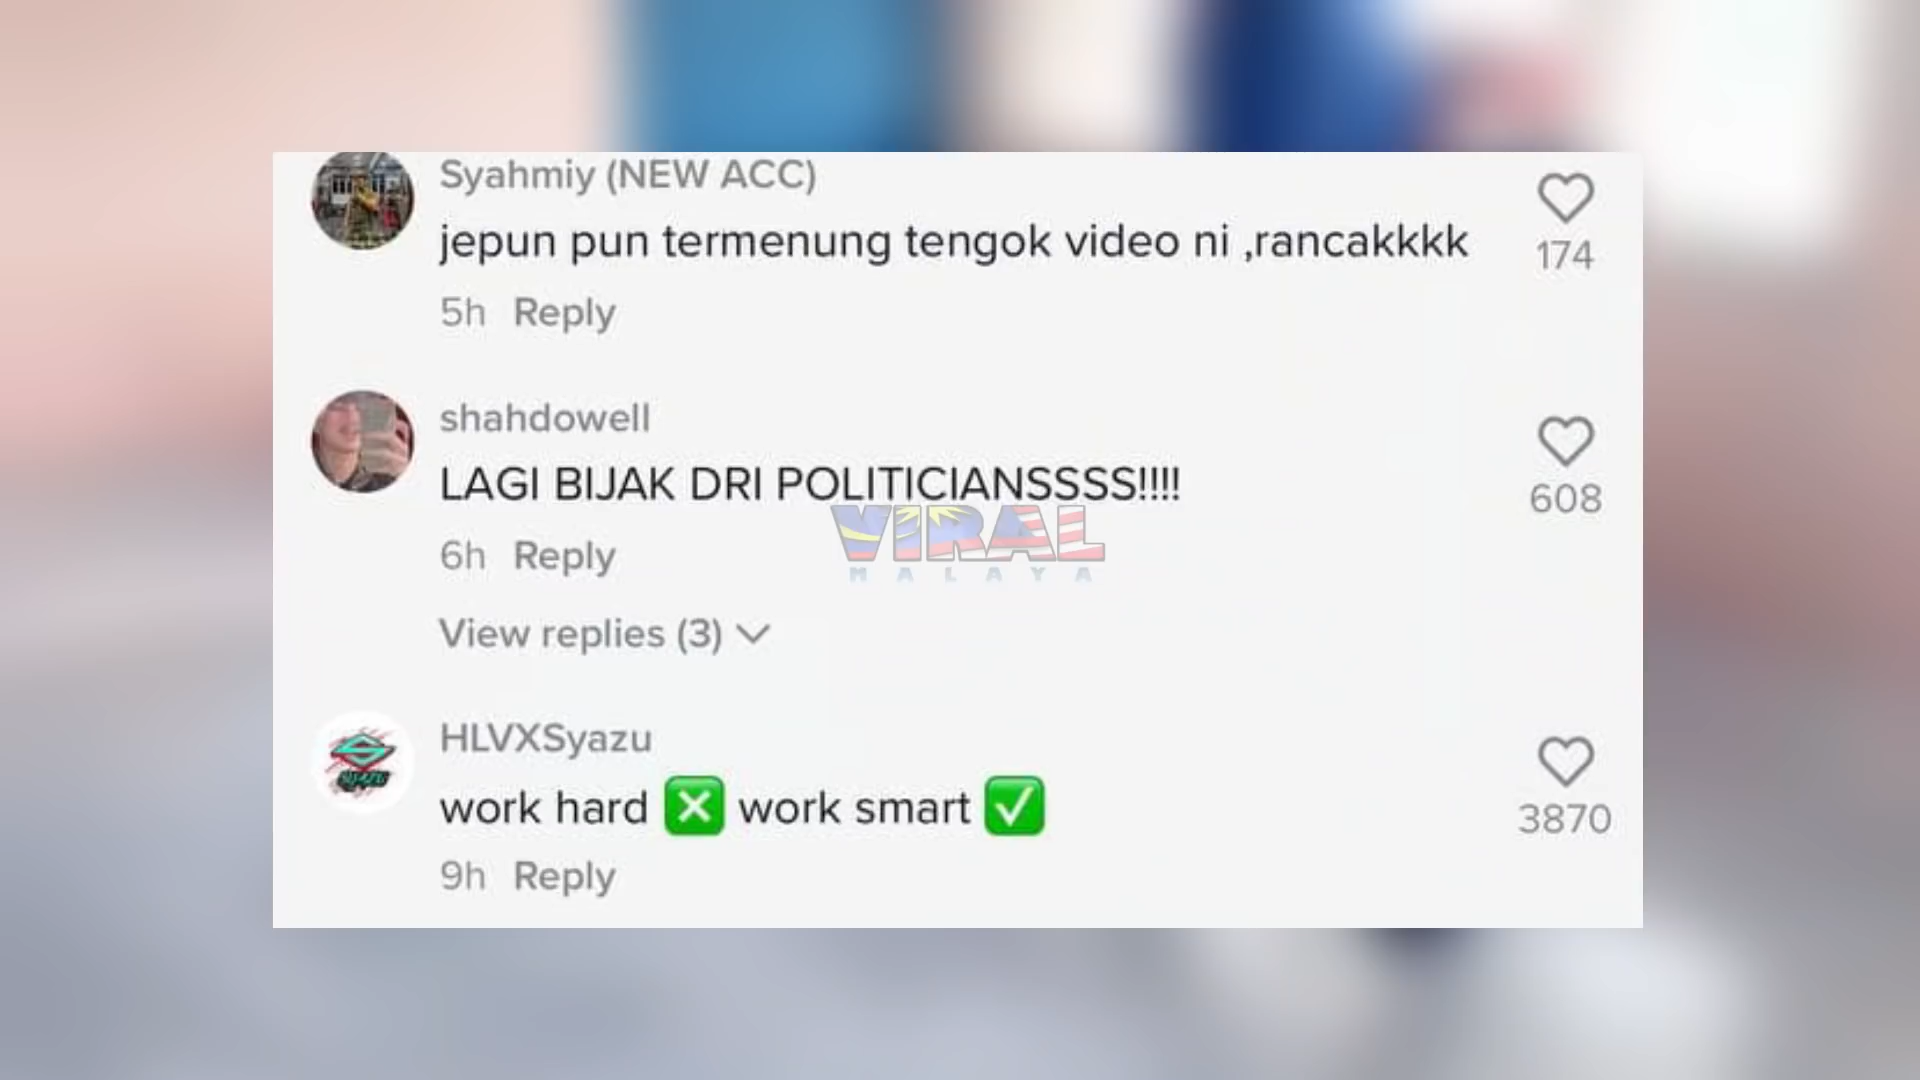 Syahmiy (NEW ACC)
jepun pun termenung tengok video ni ,rancakkkk
174
5h Reply
shahdowell
LAGI BIJAK DRI POLITICIANSSSS!!!!
608
VIRAL
MALAYA
6h Reply
View replies (3)
HLVXSyazu
work hard ❎ work smart ✅
3870
9h Reply